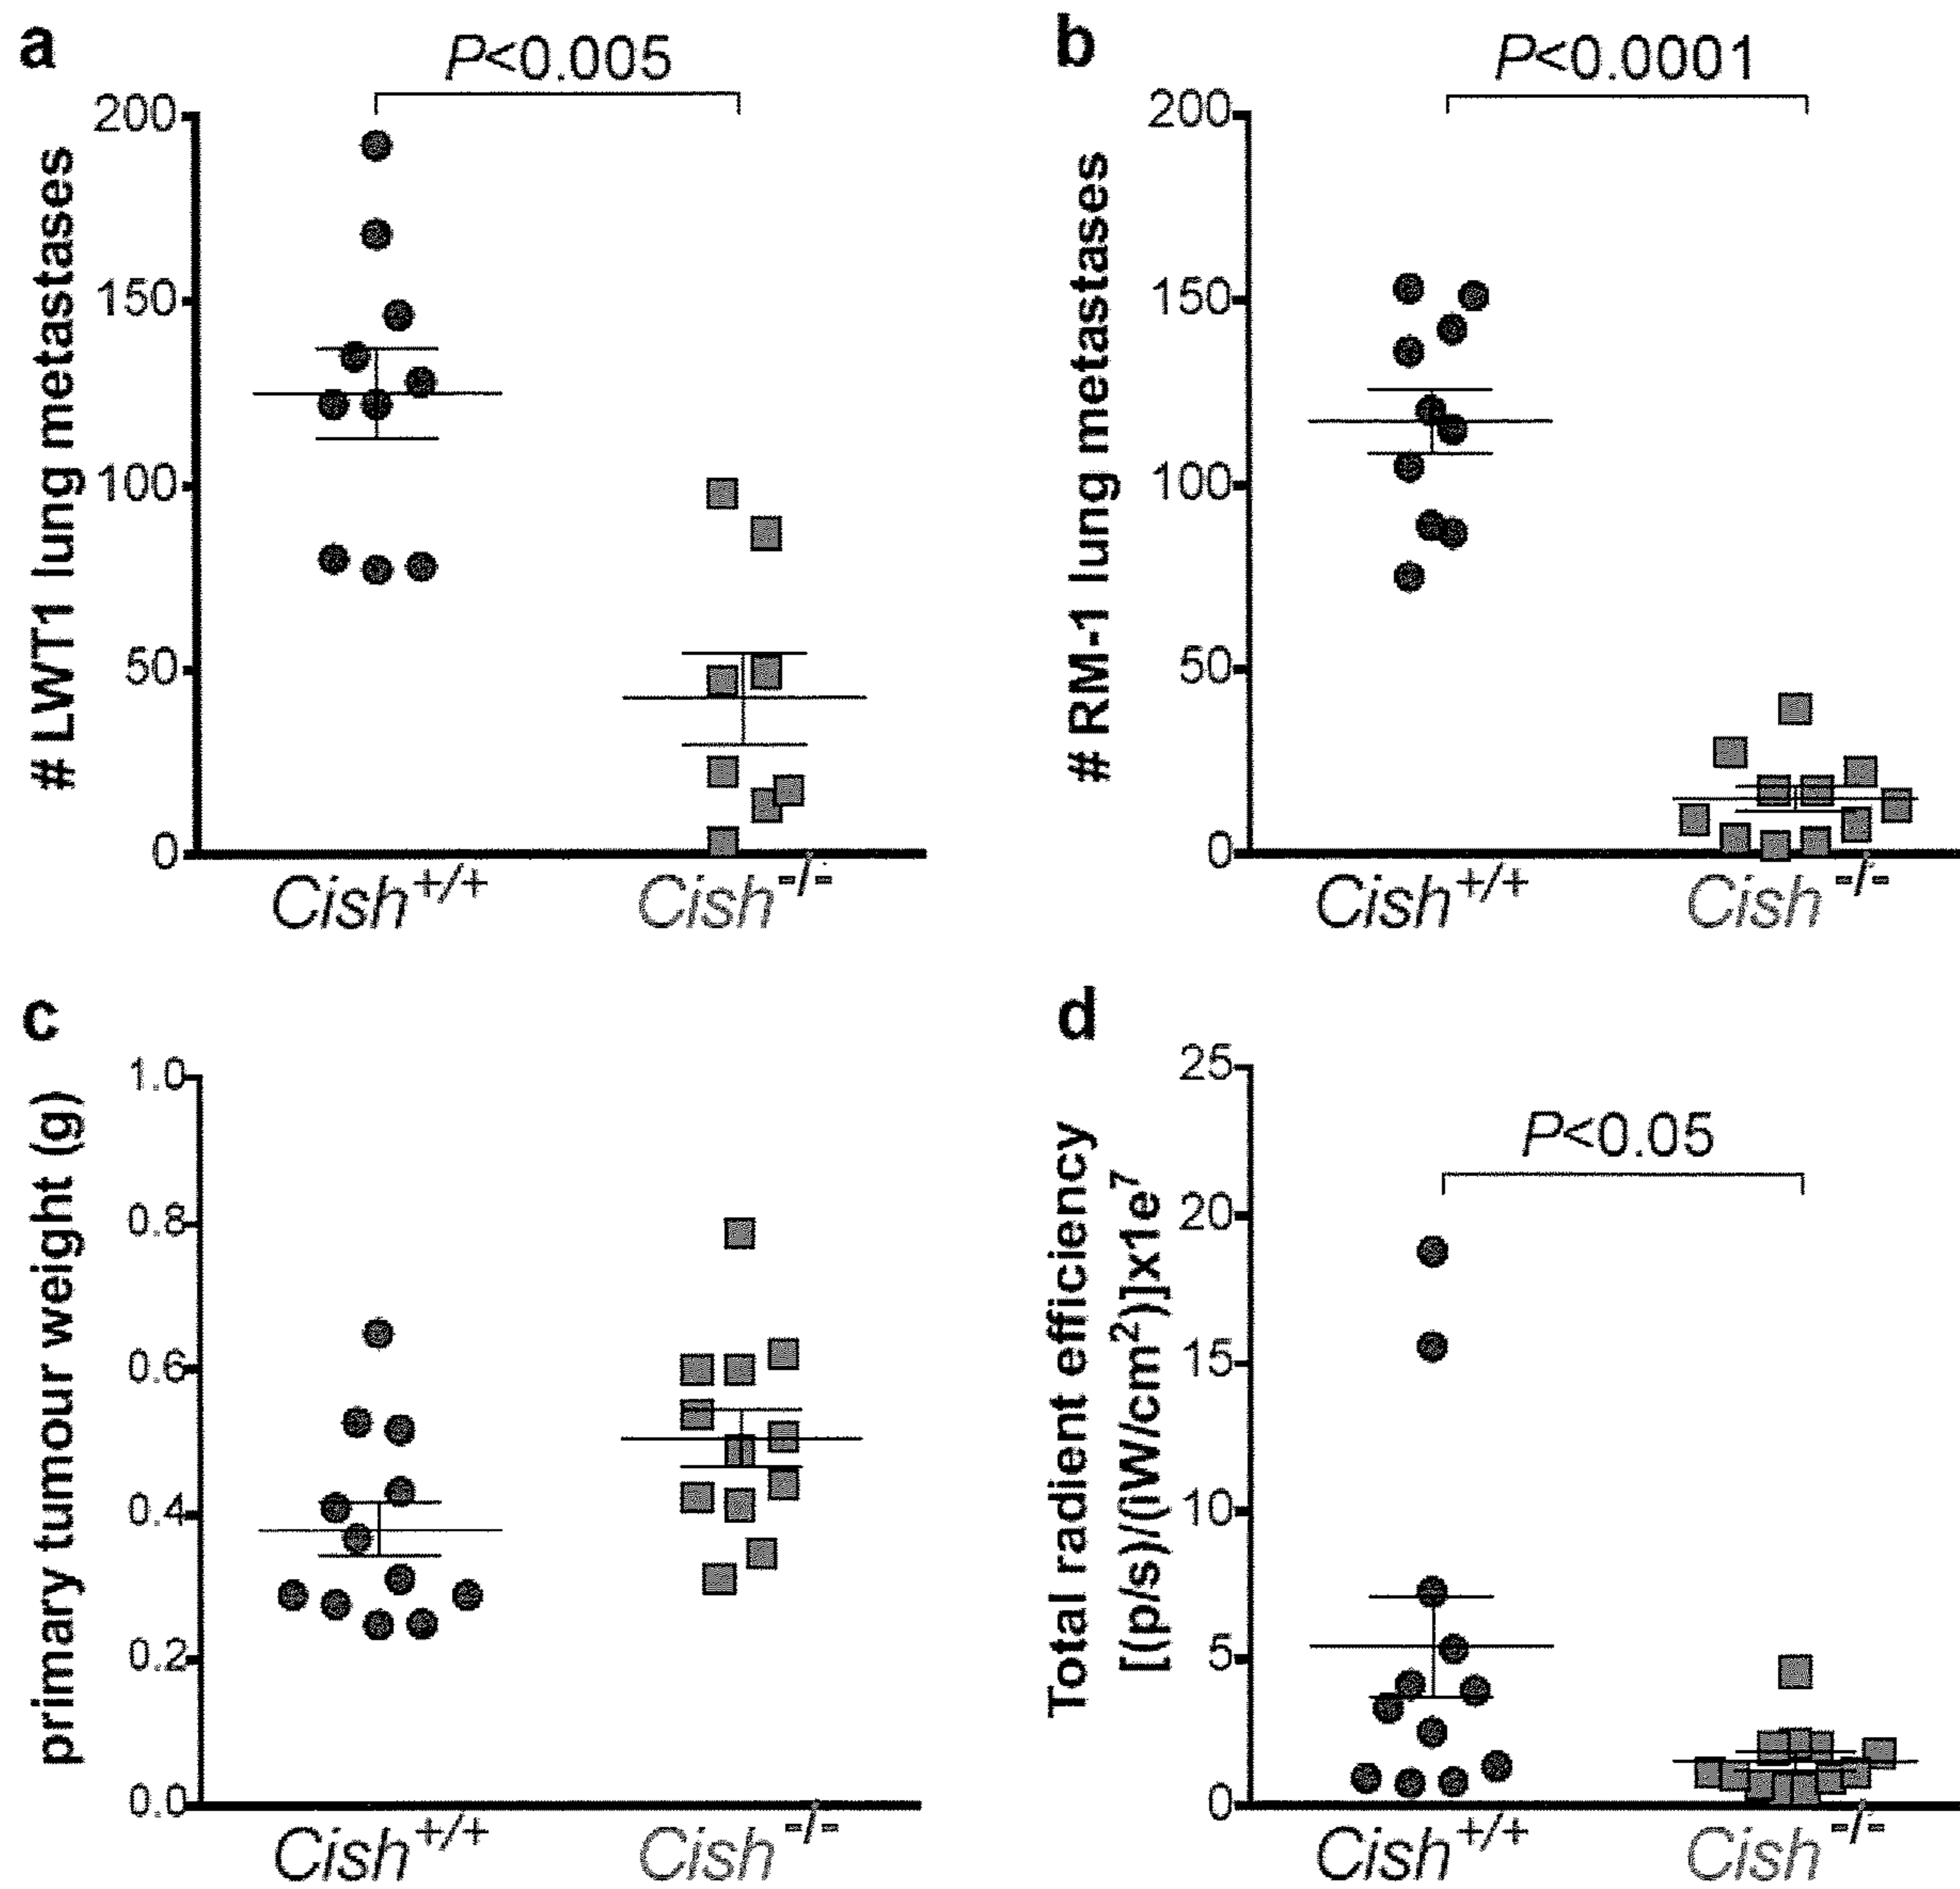 a
P<0.005
# LWT1 lung metastases
200
150
100
50
0
Cish+/+
Cish-/-
b
P<0.0001
# RM-1 lung metastases
200
150
100
50
0
Cish+/+
Cish-/-
c
primary tumour weight (g)
1.0
0.8
0.6
0.4
0.2
0.0
Cish+/+
Cish-/-
d
P<0.05
Total radient efficiency
[(p/s)/(iW/cm²)]x1e⁷
25
20
15
10
5
0
Cish+/+
Cish-/-